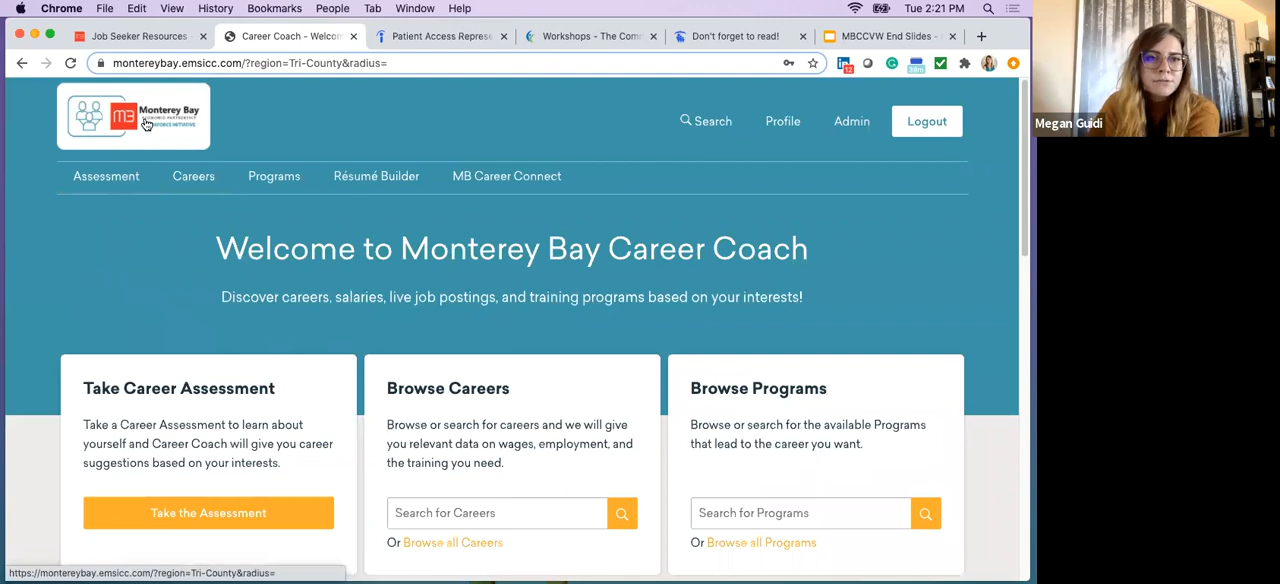 Chrome File Edit View History Bookmarks People Tab Window Help Tue 2:21 PM
Job Seeker Resources - Career Coach - Welcom Patient Access Represe Workshops - The Com Don't forget to read! MBCCVW End Slides -
montereybay.emsicc.com/?region=Tri-County&radius=
12
Megan Guidi
MB Monterey Bay
ECONOMIC PARTNERSHIP
WORKFORCE INITIATIVE
Search Profile Admin Logout
Assessment Careers Programs Résumé Builder MB Career Connect
Welcome to Monterey Bay Career Coach
Discover careers, salaries, live job postings, and training programs based on your interests!
Take Career Assessment
Take a Career Assessment to learn about
yourself and Career Coach will give you career
suggestions based on your interests.
Take the Assessment
Browse Careers
Browse or search for careers and we will give
you relevant data on wages, employment, and
the training you need.
Search for Careers
Or Browse all Careers
Browse Programs
Browse or search for the available Programs
that lead to the career you want.
Search for Programs
Or Browse all Programs
https://montereybay.emsicc.com/?region=Tri-County&radius=